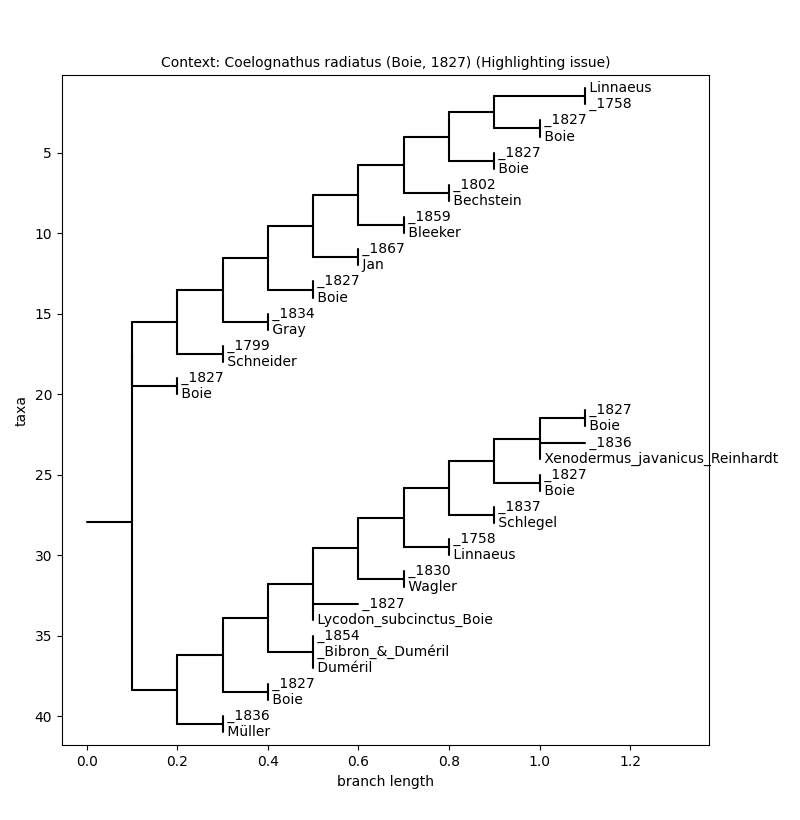 Context: Coelognathus radiatus (Boie, 1827) (Highlighting issue)
Linnaeus
_1758
_1827
Boie
_1827
Boie
_1802
Bechstein
_1859
Bleeker
_1867
Jan
_1827
Boie
_1834
Gray
_1799
Schneider
_1827
Boie
_1827
Boie
_1836
Xenodermus_javanicus_Reinhardt
_1827
Boie
_1837
Schlegel
_1758
Linnaeus
_1830
Wagler
_1827
Lycodon_subcinctus_Boie
_1854
_Bibron_&_Duméril
Duméril
_1827
Boie
_1836
Müller
5
10
15
20
25
30
35
40
taxa
0.0 0.2 0.4 0.6 0.8 1.0 1.2
branch length